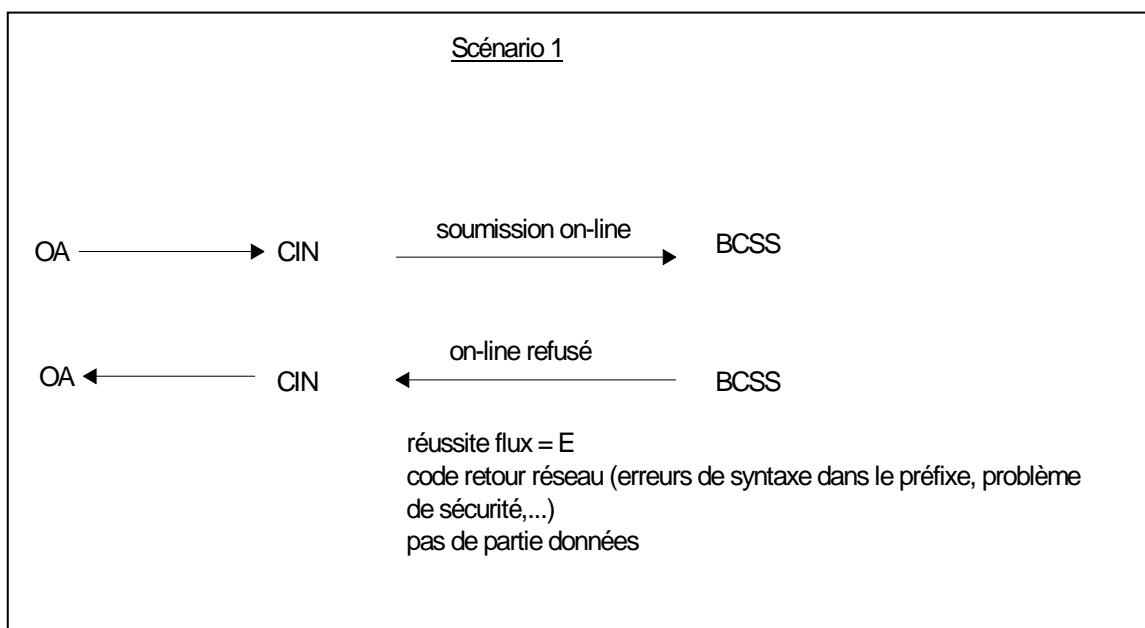 Scénario 1
soumission on-line
OA CIN BCSS
on-line refusé
OA CIN BCSS
réussite flux = E
code retour réseau (erreurs de syntaxe dans le préfixe, problème
de sécurité,...)
pas de partie données